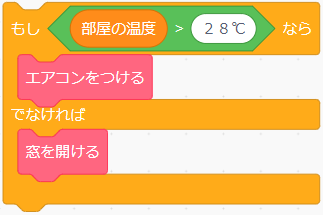 もし 部屋の温度 > ２８℃ なら
エアコンをつける
でなければ
窓を開ける